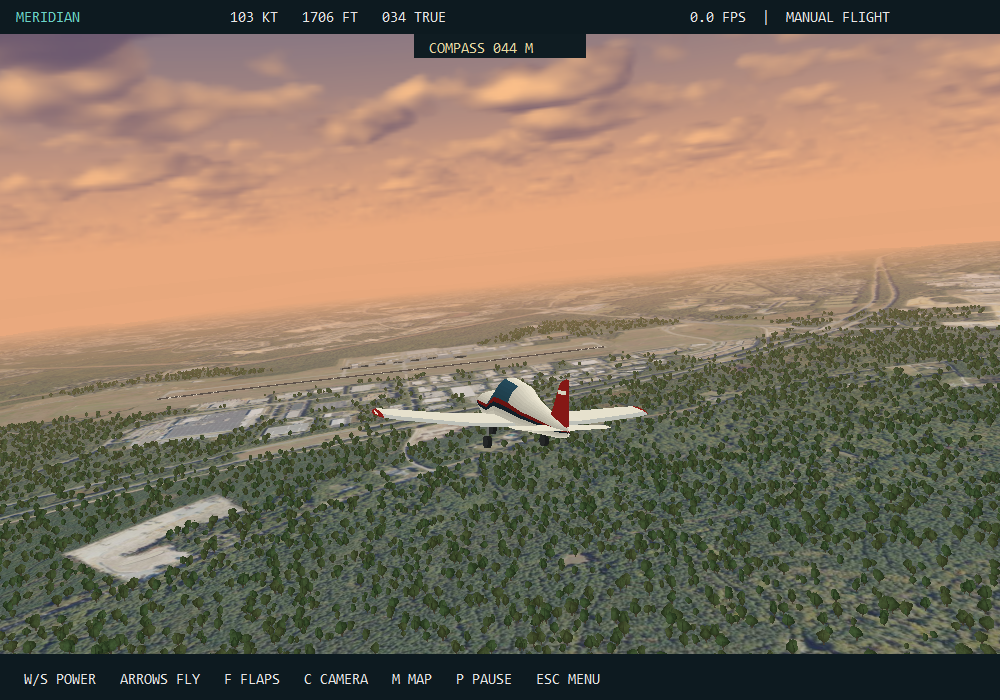 MERIDIAN 103 KT 1706 FT 034 TRUE 0.0 FPS | MANUAL FLIGHT
COMPASS 044 M
W/S POWER ARROWS FLY F FLAPS C CAMERA M MAP P PAUSE ESC MENU